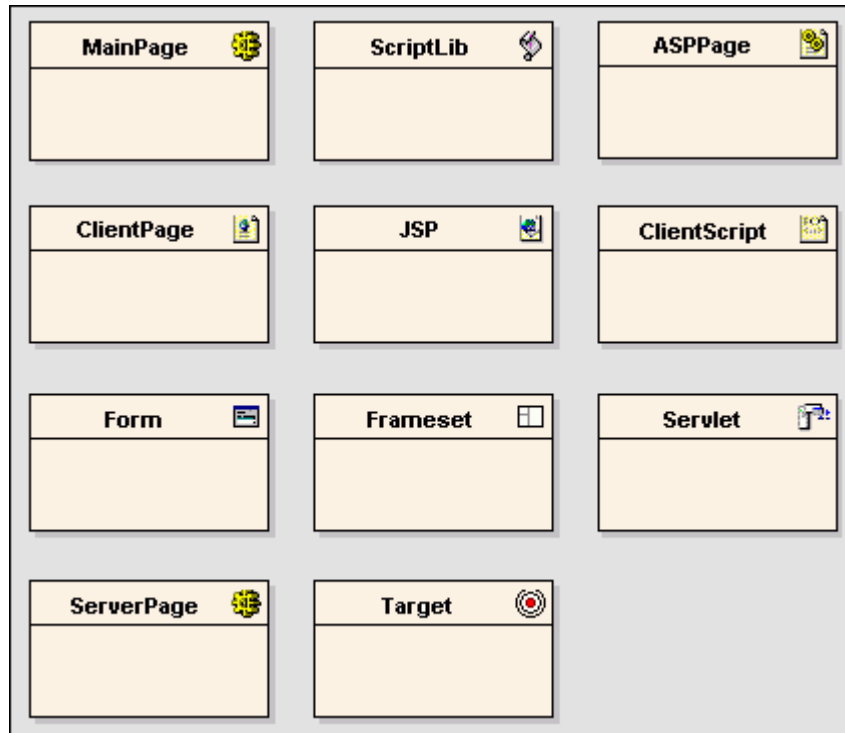 MainPage
ScriptLib
ASPPage
ClientPage
JSP
ClientScript
Form
Frameset
Servlet
ServerPage
Target